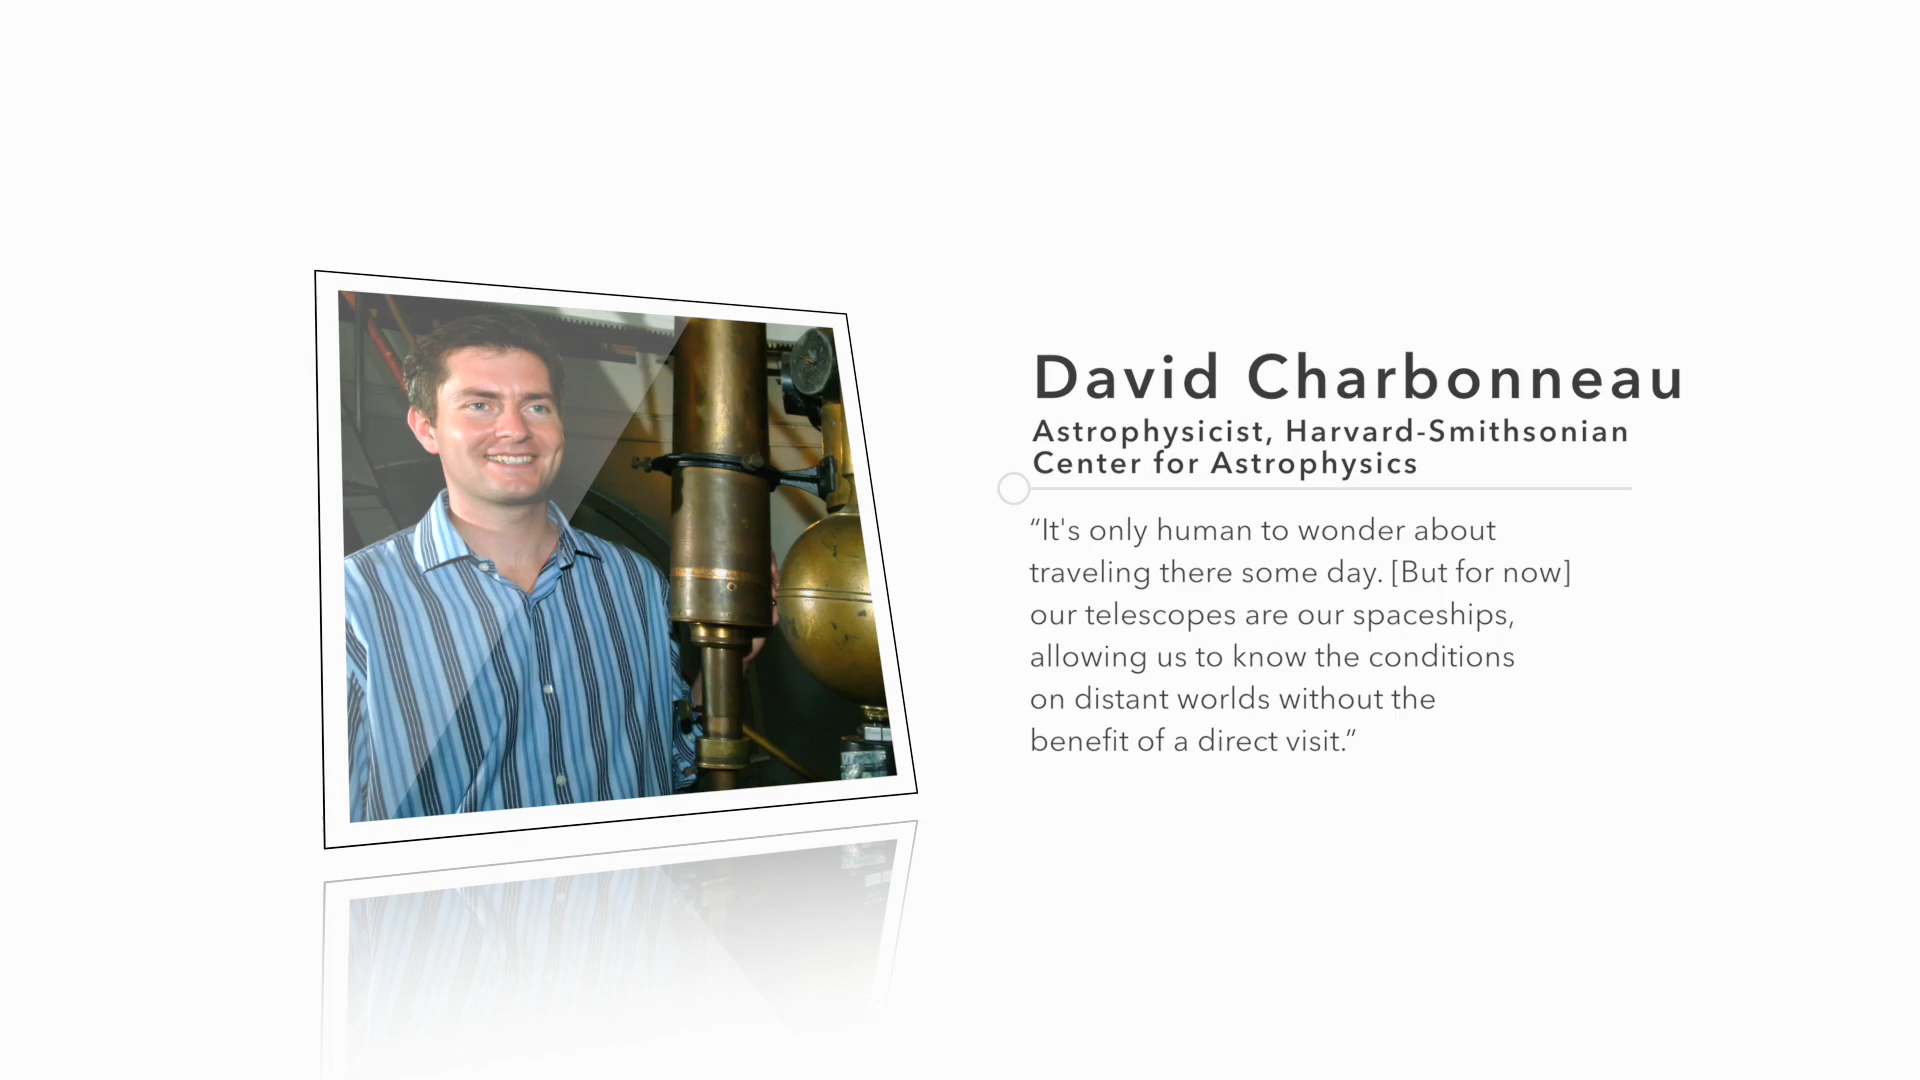 David Charbonneau
Astrophysicist, Harvard-Smithsonian
Center for Astrophysics
“It's only human to wonder about
traveling there some day. [But for now]
our telescopes are our spaceships,
allowing us to know the conditions
on distant worlds without the
benefit of a direct visit.”